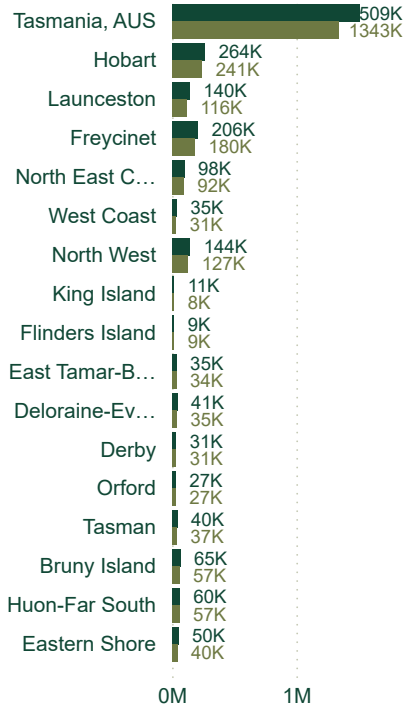 Tasmania, AUS 509K
1343K
Hobart 264K
241K
Launceston 140K
116K
Freycinet 206K
180K
North East C… 98K
92K
West Coast 35K
31K
North West 144K
127K
King Island 11K
8K
Flinders Island 9K
9K
East Tamar-B… 35K
34K
Deloraine-Ev… 41K
35K
Derby 31K
31K
Orford 27K
27K
Tasman 40K
37K
Bruny Island 65K
57K
Huon-Far South 60K
57K
Eastern Shore 50K
40K
0M 1M